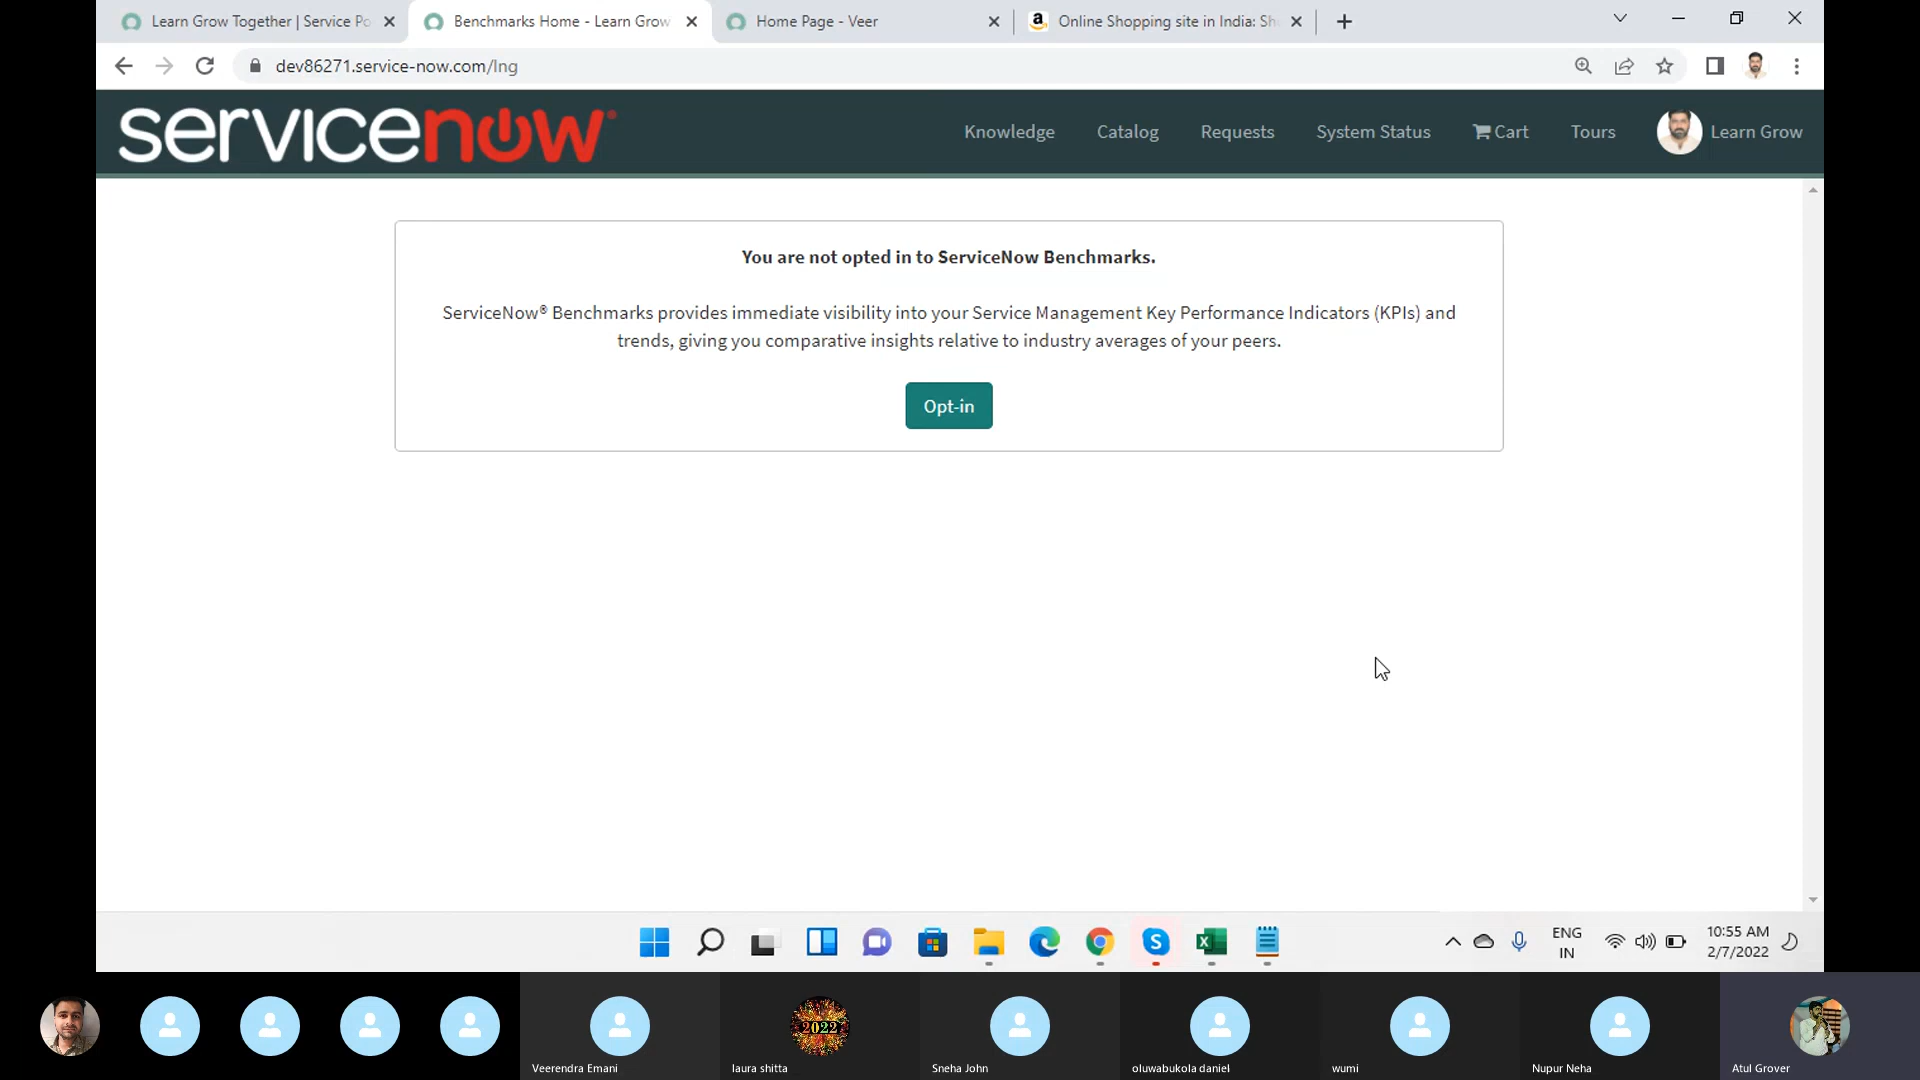 Learn Grow Together | Service Po
Benchmarks Home - Learn Grow
Home Page - Veer
Online Shopping site in India: Sh
dev86271.service-now.com/lng
servicenow
Knowledge
Catalog
Requests
System Status
Cart
Tours
Learn Grow
You are not opted in to ServiceNow Benchmarks.
ServiceNow® Benchmarks provides immediate visibility into your Service Management Key Performance Indicators (KPIs) and
trends, giving you comparative insights relative to industry averages of your peers.
Opt-in
ENG
IN
10:55 AM
2/7/2022
2022
Veerendra Emani
laura shitta
Sneha John
oluwabukola daniel
wumi
Nupur Neha
Atul Grover